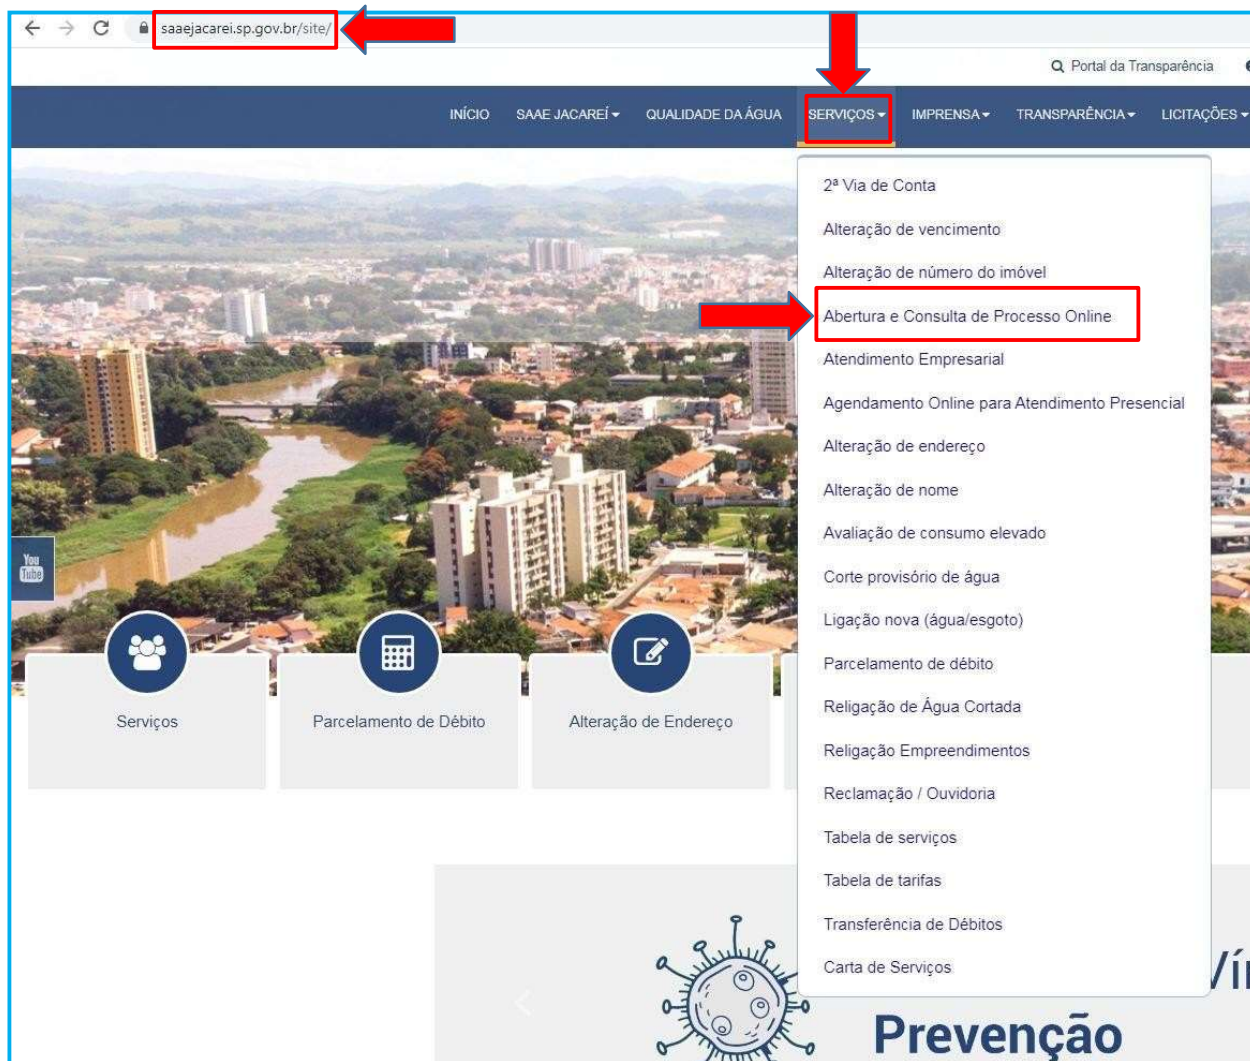 saaejacarei.sp.gov.br/site/
Portal da Transparência
INÍCIO SAAE JACAREÍ QUALIDADE DA ÁGUA SERVIÇOS IMPRENSA TRANSPARÊNCIA LICITAÇÕES
2ª Via de Conta
Alteração de vencimento
Alteração de número do imóvel
Abertura e Consulta de Processo Online
Atendimento Empresarial
Agendamento Online para Atendimento Presencial
Alteração de endereço
Alteração de nome
Avaliação de consumo elevado
Corte provisório de água
Ligação nova (água/esgoto)
Parcelamento de débito
Religação de Água Cortada
Religação Empreendimentos
Reclamação / Ouvidoria
Tabela de serviços
Tabela de tarifas
Transferência de Débitos
Carta de Serviços
You
Tube
Serviços
Parcelamento de Débito
Alteração de Endereço
Prevenção